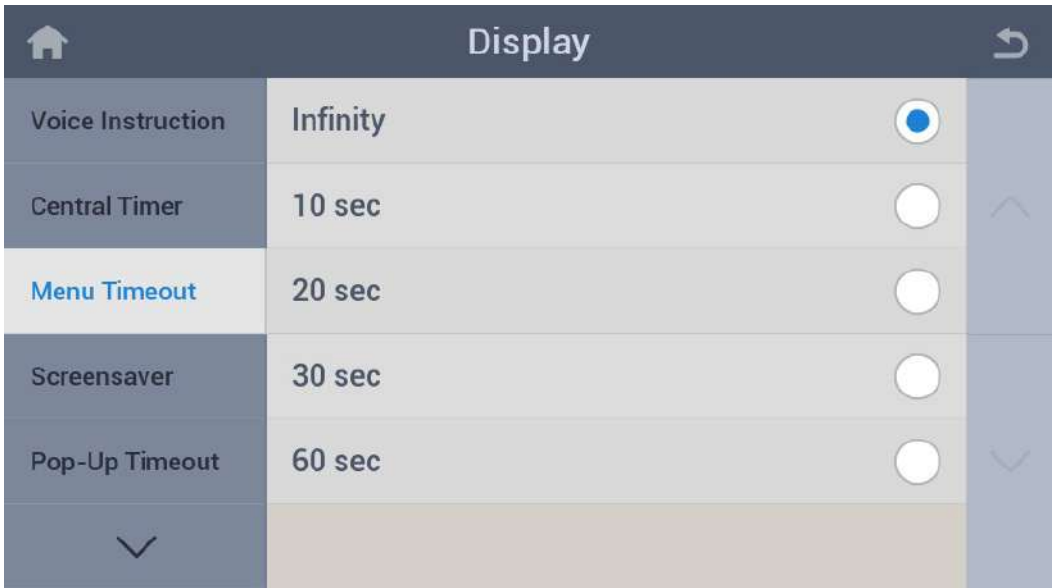 Display
Voice Instruction
Infinity
Central Timer
10 sec
Menu Timeout
20 sec
Screensaver
30 sec
Pop-Up Timeout
60 sec